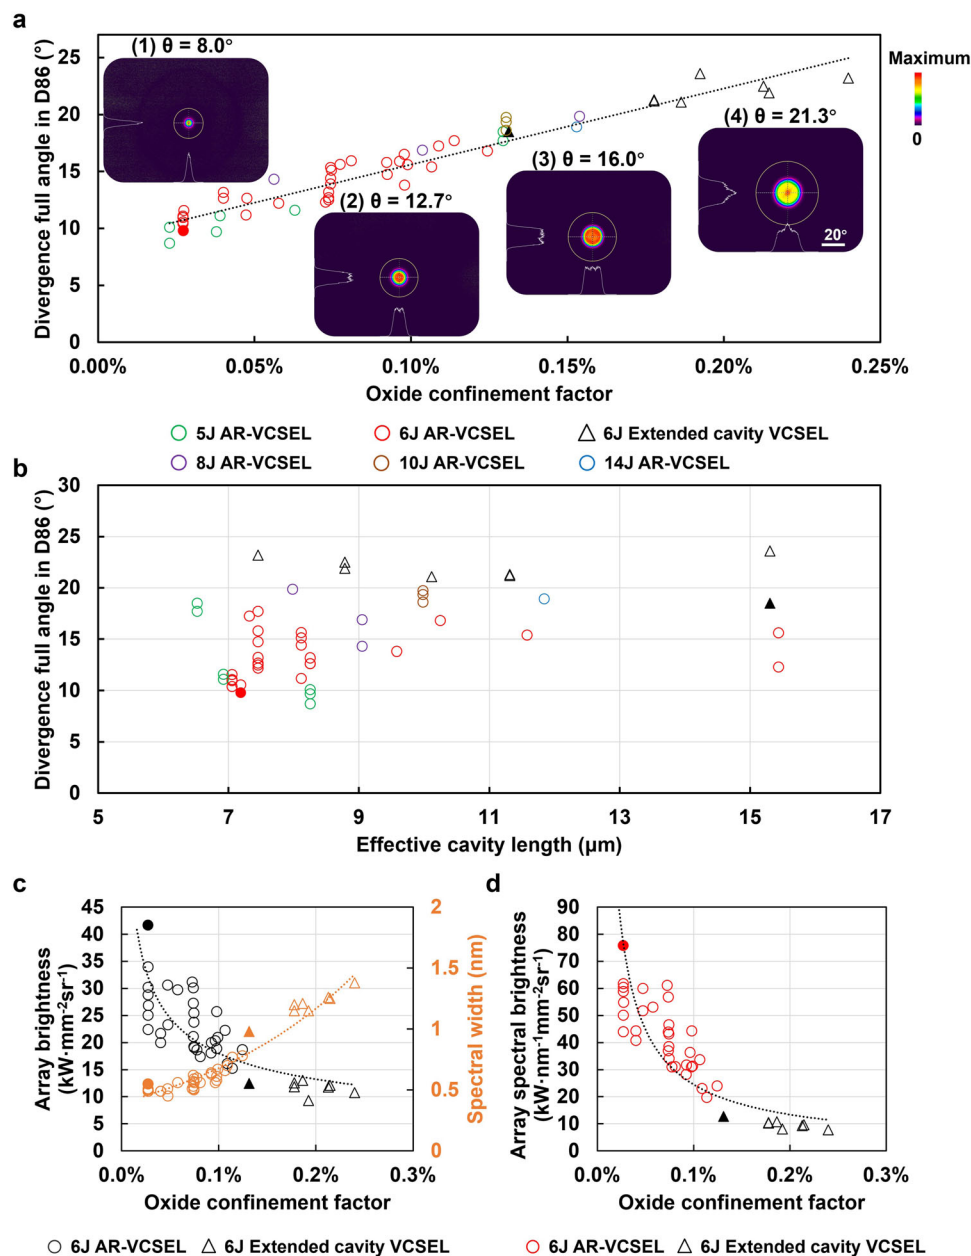 a
Divergence full angle in D86 (°)
25
20
15
10
5
0
(1) θ = 8.0°
(2) θ = 12.7°
(3) θ = 16.0°
(4) θ = 21.3°
20°
Maximum
0
0.00% 0.05% 0.10% 0.15% 0.20% 0.25%
Oxide confinement factor
5J AR-VCSEL 6J AR-VCSEL 6J Extended cavity VCSEL
8J AR-VCSEL 10J AR-VCSEL 14J AR-VCSEL
b
Divergence full angle in D86 (°)
30
25
20
15
10
5
0
5 7 9 11 13 15 17
Effective cavity length (μm)
c
Array brightness
(kW·mm⁻²sr⁻¹)
45
40
35
30
25
20
15
10
5
0
2
1.5
1
0.5
0
Spectral width (nm)
0.0% 0.1% 0.2% 0.3%
Oxide confinement factor
6J AR-VCSEL 6J Extended cavity VCSEL
d
Array spectral brightness
(kW·nm⁻¹mm⁻²sr⁻¹)
90
80
70
60
50
40
30
20
10
0
0.0% 0.1% 0.2% 0.3%
Oxide confinement factor
6J AR-VCSEL 6J Extended cavity VCSEL